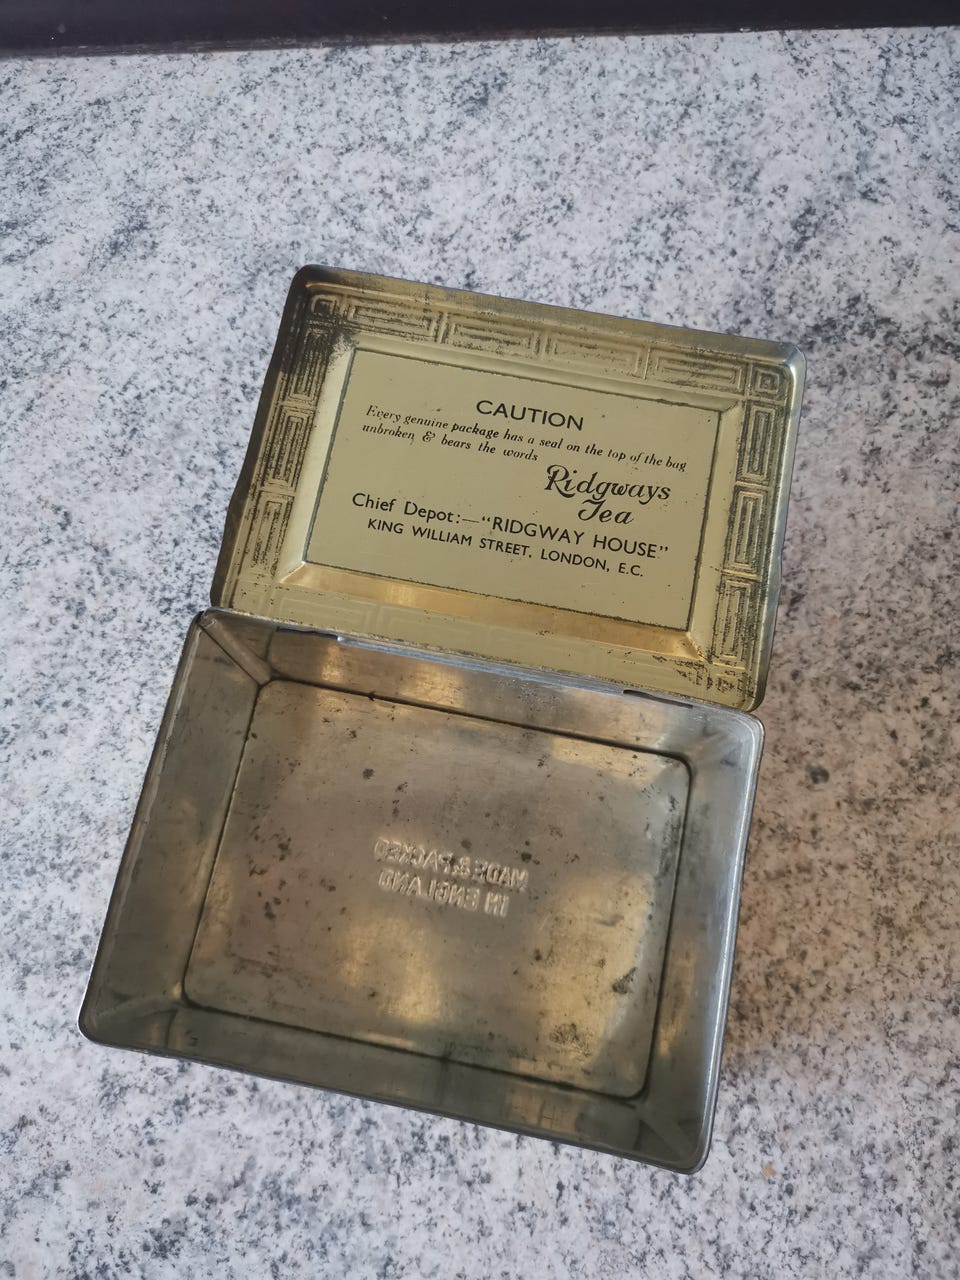 CAUTION
Every genuine package has a seal on the top of the bag
unbroken & bears the words
Ridgways
Tea
Chief Depot:—"RIDGWAY HOUSE"
KING WILLIAM STREET, LONDON, E.C.
MADE & PACKED
IN ENGLAND